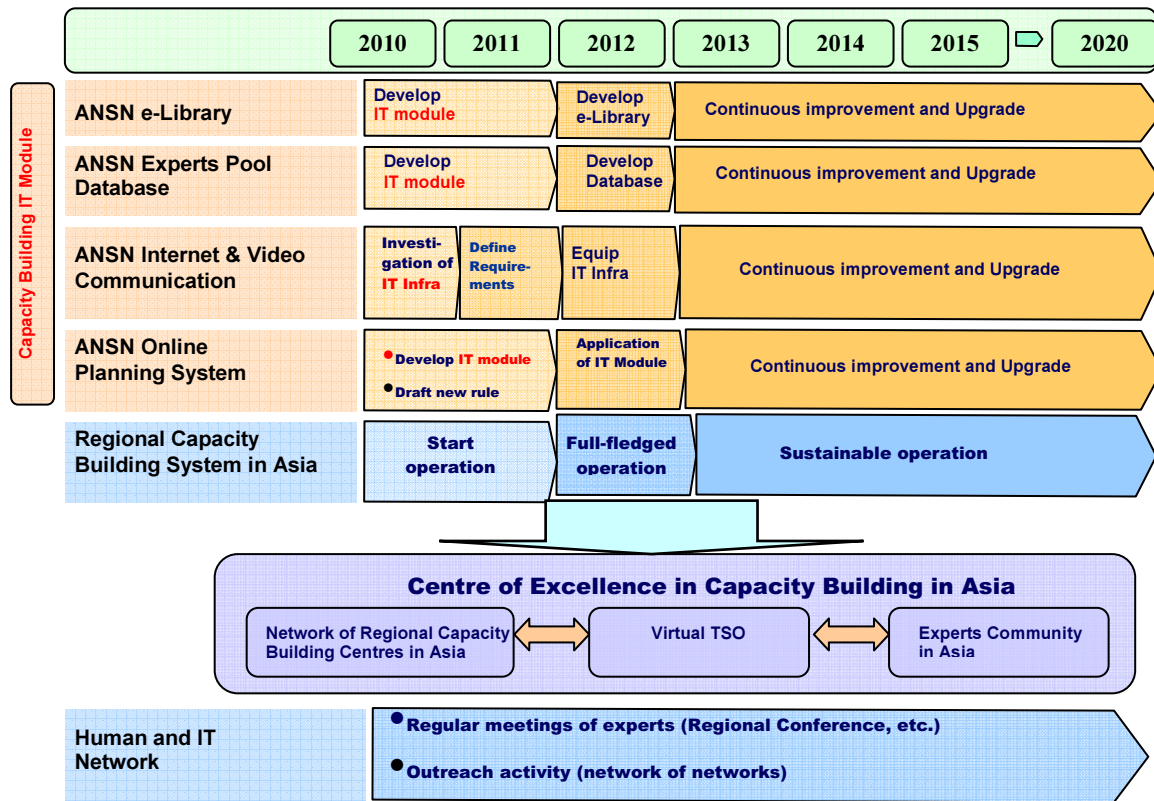 2010 2011 2012 2013 2014 2015 2020
Capacity Building IT Module
ANSN e-Library
Develop
IT module
Develop
e-Library
Continuous improvement and Upgrade
ANSN Experts Pool
Database
Develop
IT module
Develop
Database
Continuous improvement and Upgrade
ANSN Internet & Video
Communication
Investi-
gation of
IT Infra
Define
Require-
ments
Equip
IT Infra
Continuous improvement and Upgrade
ANSN Online
Planning System
• Develop IT module
• Draft new rule
Application
of IT Module
Continuous improvement and Upgrade
Regional Capacity
Building System in Asia
Start
operation
Full-fledged
operation
Sustainable operation
Centre of Excellence in Capacity Building in Asia
Network of Regional Capacity
Building Centres in Asia
Virtual TSO
Experts Community
in Asia
Human and IT
Network
• Regular meetings of experts (Regional Conference, etc.)
• Outreach activity (network of networks)